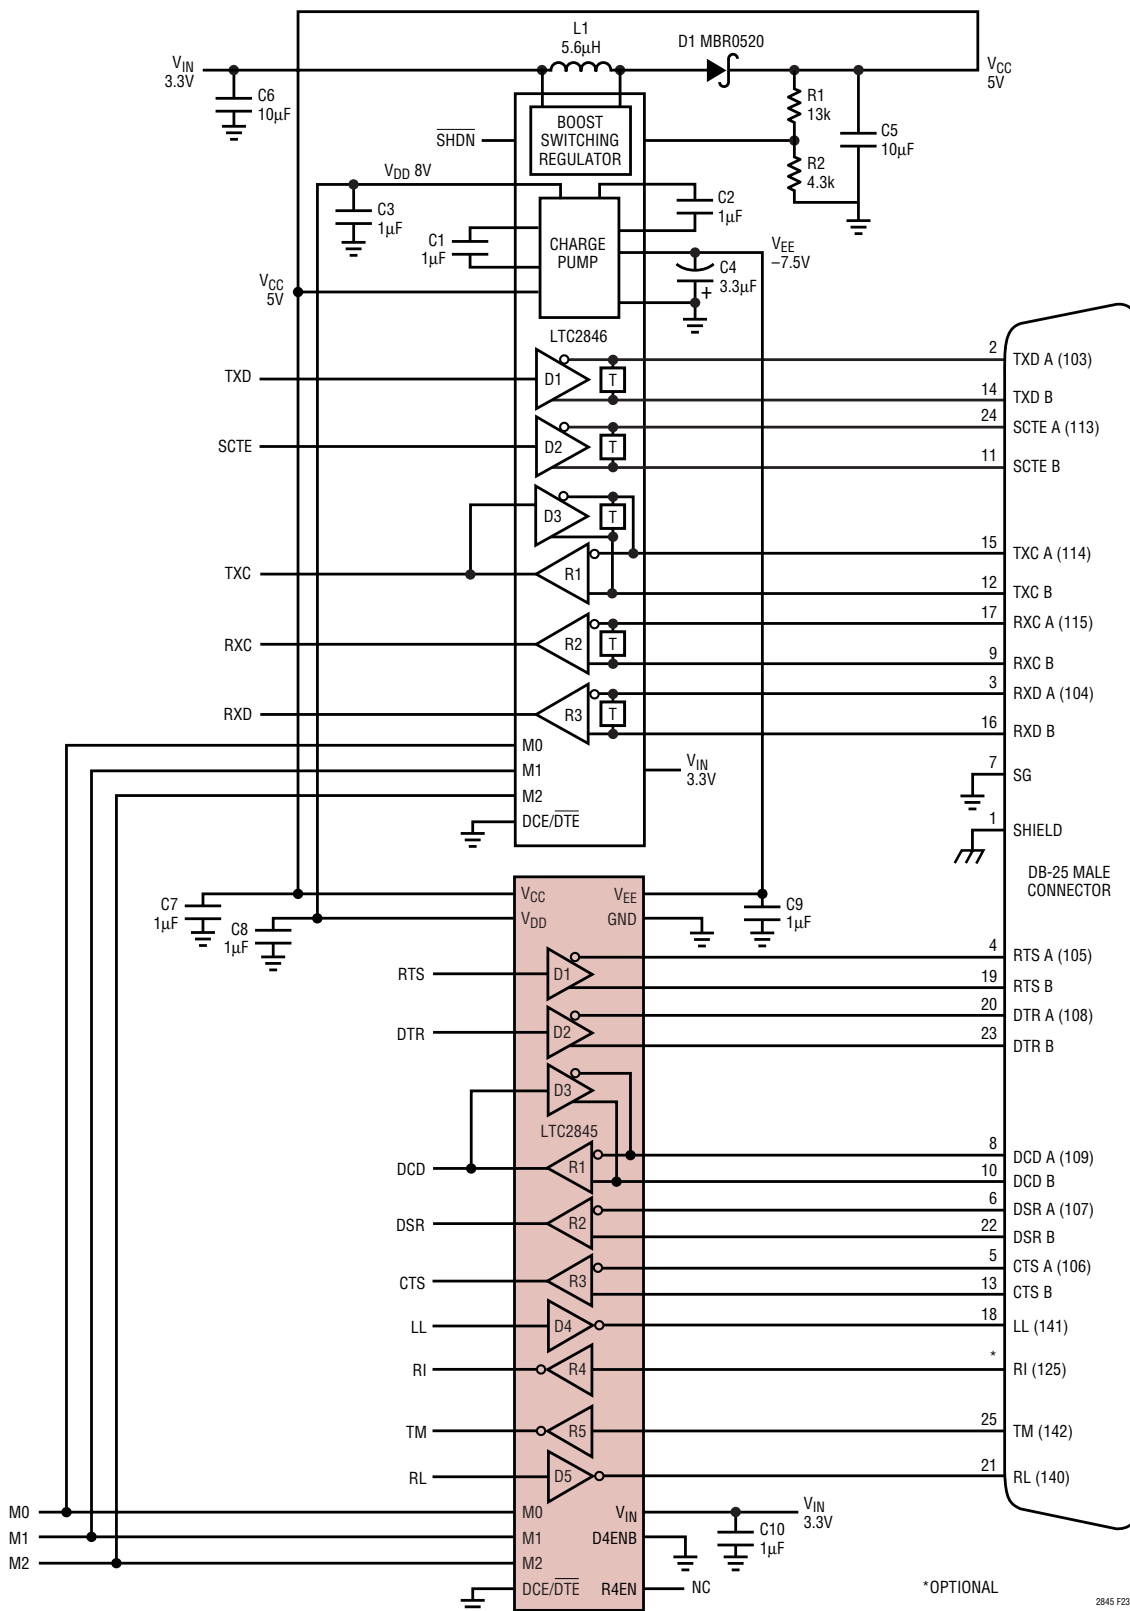 L1
5.6µH
D1 MBR0520
VIN
3.3V
VCC
5V
C6
10µF
R1
13k
BOOST
SWITCHING
REGULATOR
SHDN
C5
10µF
R2
4.3k
VDD 8V
C3
1µF
C2
1µF
C1
1µF
CHARGE
PUMP
VEE
–7.5V
C4
3.3µF
+
VCC
5V
LTC2846
TXD
D1
T
2
TXD A (103)
14
TXD B
SCTE
D2
T
24
SCTE A (113)
11
SCTE B
D3
T
TXC
R1
15
TXC A (114)
12
TXC B
RXC
R2
T
17
RXC A (115)
9
RXC B
RXD
R3
T
3
RXD A (104)
16
RXD B
M0
M1
M2
DCE/DTE
VIN
3.3V
7
SG
1
SHIELD
DB-25 MALE
CONNECTOR
C7
1µF
C8
1µF
VCC
VDD
VEE
GND
C9
1µF
RTS
D1
4
RTS A (105)
19
RTS B
DTR
D2
20
DTR A (108)
23
DTR B
D3
LTC2845
DCD
R1
8
DCD A (109)
10
DCD B
DSR
R2
6
DSR A (107)
22
DSR B
CTS
R3
5
CTS A (106)
13
CTS B
LL
D4
18
LL (141)
RI
R4
*
RI (125)
TM
R5
25
TM (142)
RL
D5
21
RL (140)
M0
M0
VIN
VIN
3.3V
M1
M1
D4ENB
C10
1µF
M2
M2
DCE/DTE
R4EN
NC
*OPTIONAL
2845 F23